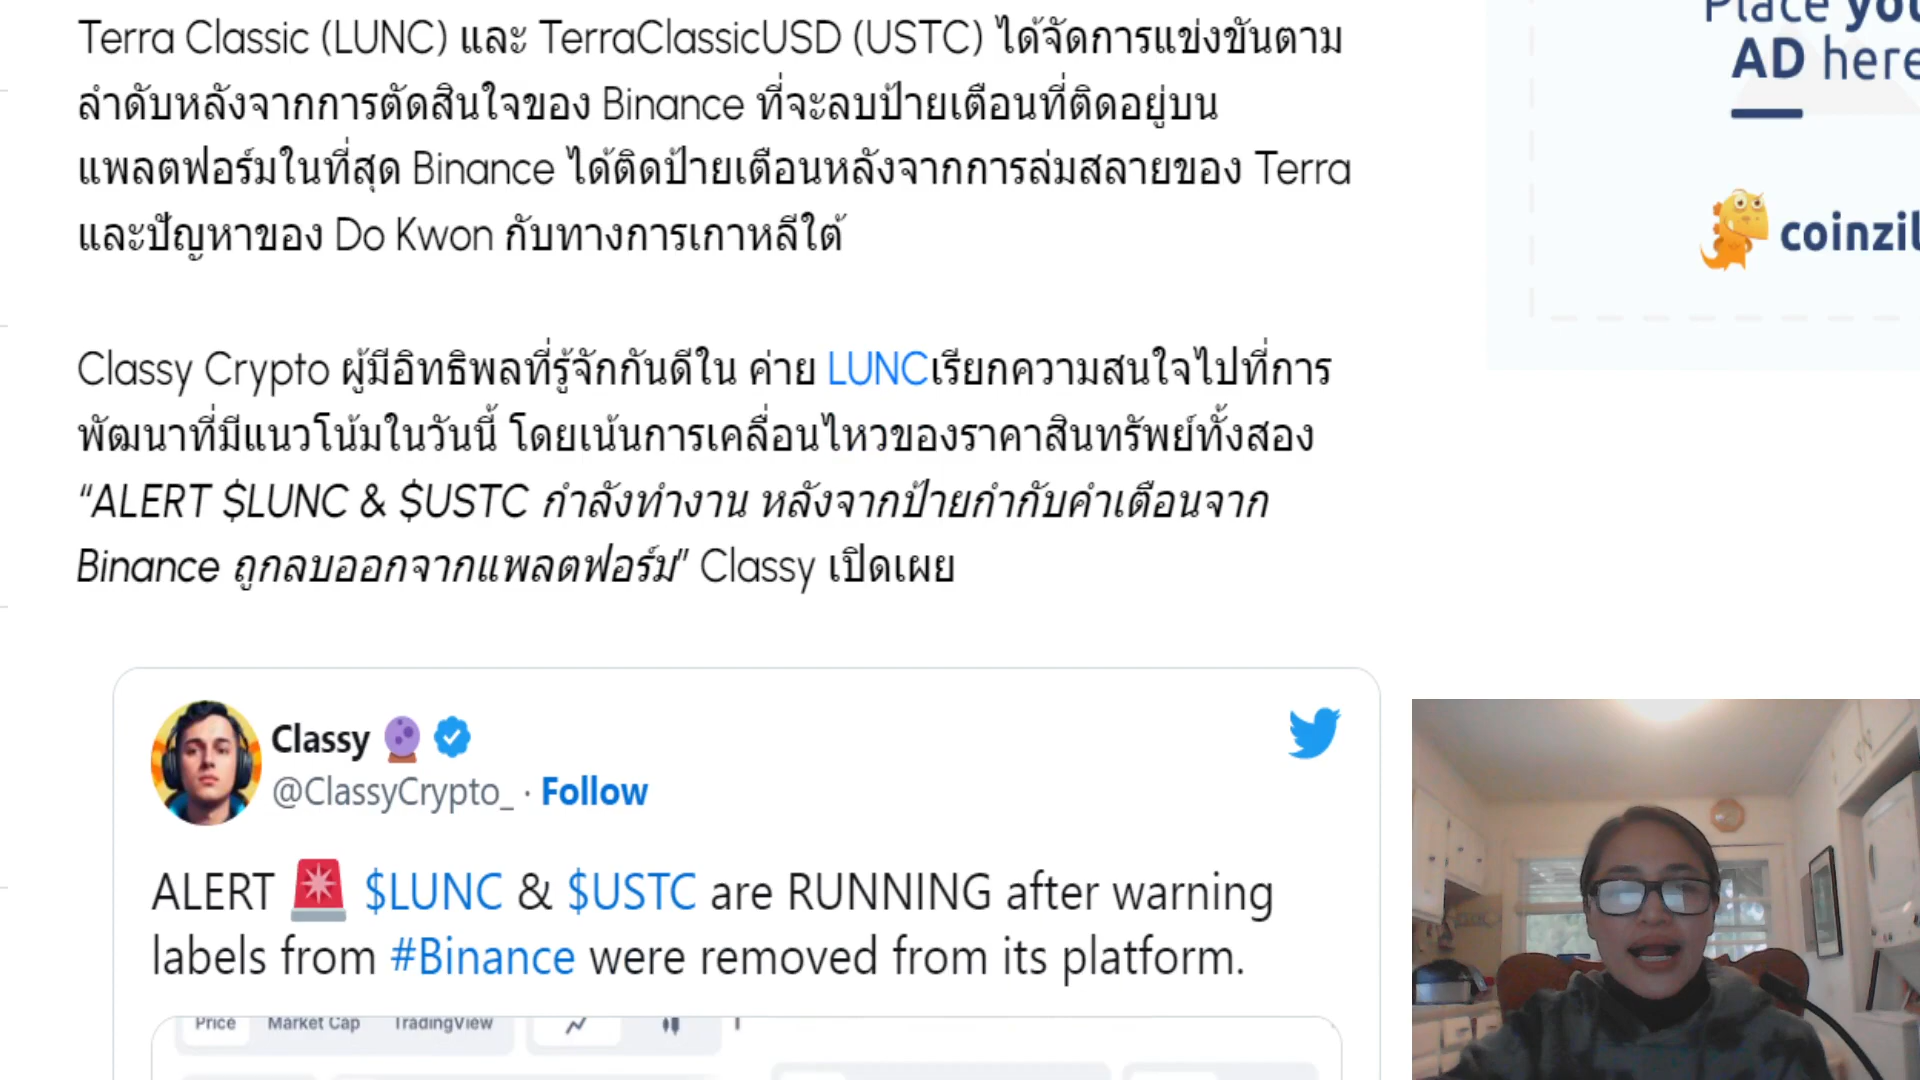 Terra Classic (LUNC) และ TerraClassicUSD (USTC) ได้จัดการแข่งขันตาม
ลำดับหลังจากการตัดสินใจของ Binance ที่จะลบป้ายเตือนที่ติดอยู่บน
แพลตฟอร์มในที่สุด Binance ได้ติดป้ายเตือนหลังจากการล่มสลายของ Terra
และปัญหาของ Do Kwon กับทางการเกาหลีใต้
Classy Crypto ผู้มีอิทธิพลที่รู้จักกันดีใน ค่าย LUNCเรียกความสนใจไปที่การ
พัฒนาที่มีแนวโน้มในวันนี้ โดยเน้นการเคลื่อนไหวของราคาสินทรัพย์ทั้งสอง
“ALERT $LUNC & $USTC กำลังทำงาน หลังจากป้ายกำกับคำเตือนจาก
Binance ถูกลบออกจากแพลตฟอร์ม” Classy เปิดเผย
Classy
@ClassyCrypto_ · Follow
ALERT 🚨 $LUNC & $USTC are RUNNING after warning
labels from #Binance were removed from its platform.
Price Market Cap TradingView
Place you
AD here
coinzil